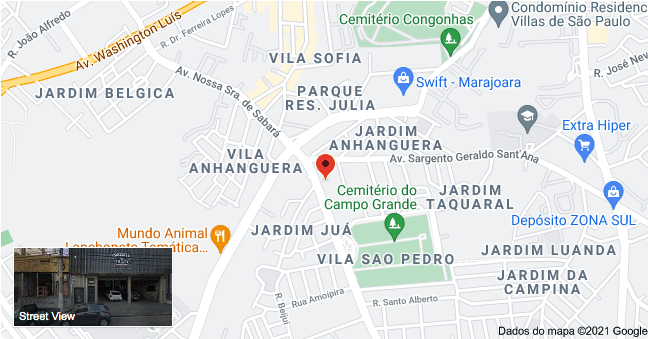 R. João Alfredo
Av. Washington Luís
R. Dr. Ferreira Lopes
Cemitério Congonhas
Condomínio Residenc
Villas de São Paulo
VILA SOFIA
R. José Nev
Av. Nossa Sra. de Sabará
Swift - Marajoara
JARDIM BELGICA
PARQUE
RES. JULIA
JARDIM
ANHANGUERA
Extra Hiper
VILA
ANHANGUERA
Av. Sargento Geraldo Sant'Ana
Cemitério do
Campo Grande
JARDIM
TAQUARAL
Depósito ZONA SUL
Mundo Animal
Lanchonete Temática...
JARDIM JUÁ
VILA SAO PEDRO
JARDIM LUANDA
JARDIM DA
CAMPINA
R. Beijuí
Rua Amoipira
R. Santo Alberto
Street View
Dados do mapa ©2021 Google